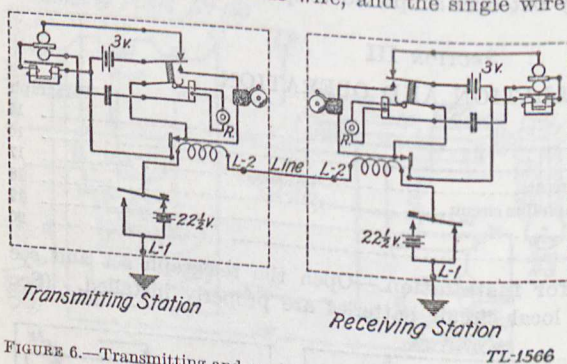 wire, and the single wire
3v.
3v.
R
R
L-2 Line L-2
22½v.
22½v.
L-1
L-1
Transmitting Station
Receiving Station
FIGURE 6.—Transmitting and
TL-1566